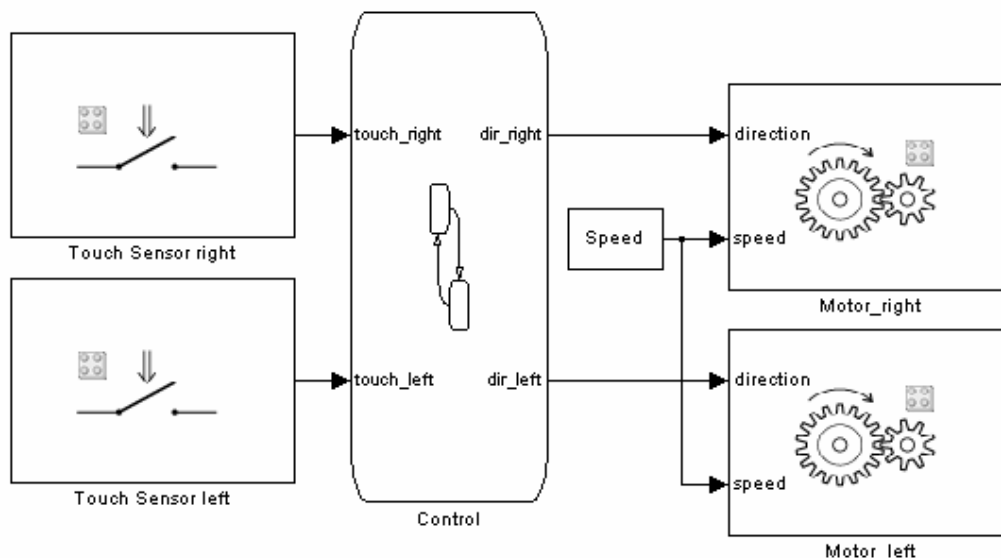 touch_right
dir_right
direction
Speed
speed
Touch Sensor right
Motor_right
touch_left
dir_left
direction
speed
Touch Sensor left
Control
Motor_left